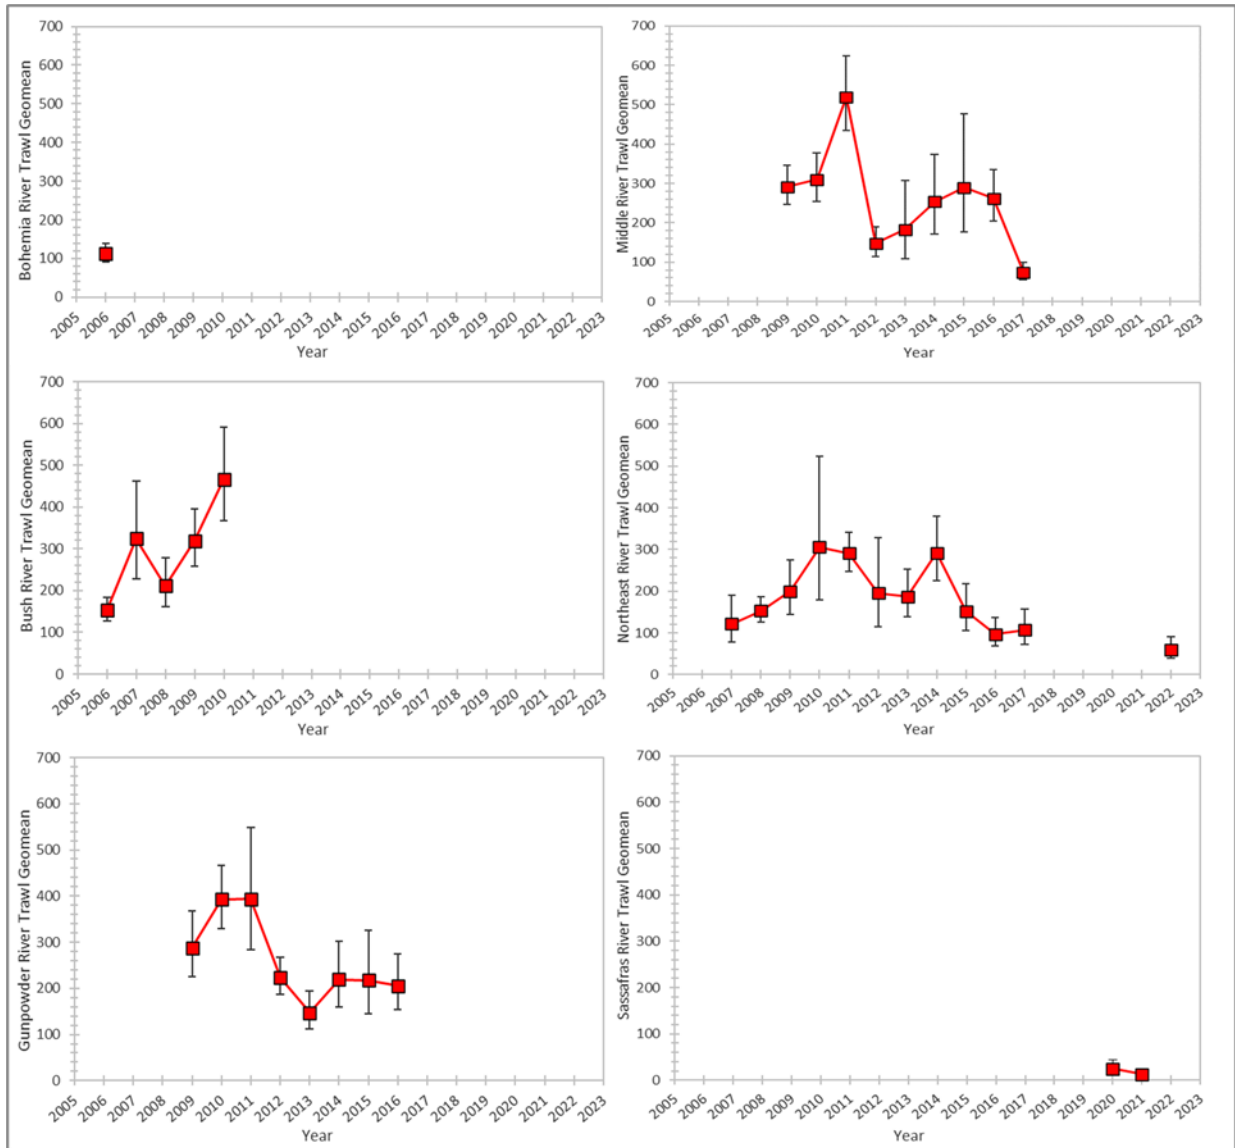 700
600
500
400
300
200
100
0
Bohemia River Trawl Geomean
2005 2006 2007 2008 2009 2010 2011 2012 2013 2014 2015 2016 2017 2018 2019 2020 2021 2022 2023
Year
700
600
500
400
300
200
100
0
Middle River Trawl Geomean
2005 2006 2007 2008 2009 2010 2011 2012 2013 2014 2015 2016 2017 2018 2019 2020 2021 2022 2023
Year
700
600
500
400
300
200
100
0
Bush River Trawl Geomean
2005 2006 2007 2008 2009 2010 2011 2012 2013 2014 2015 2016 2017 2018 2019 2020 2021 2022 2023
Year
700
600
500
400
300
200
100
0
Northeast River Trawl Geomean
2005 2006 2007 2008 2009 2010 2011 2012 2013 2014 2015 2016 2017 2018 2019 2020 2021 2022 2023
Year
700
600
500
400
300
200
100
0
Gunpowder River Trawl Geomean
2005 2006 2007 2008 2009 2010 2011 2012 2013 2014 2015 2016 2017 2018 2019 2020 2021 2022 2023
Year
700
600
500
400
300
200
100
0
Sassafras River Trawl Geomean
2005 2006 2007 2008 2009 2010 2011 2012 2013 2014 2015 2016 2017 2018 2019 2020 2021 2022 2023
Year